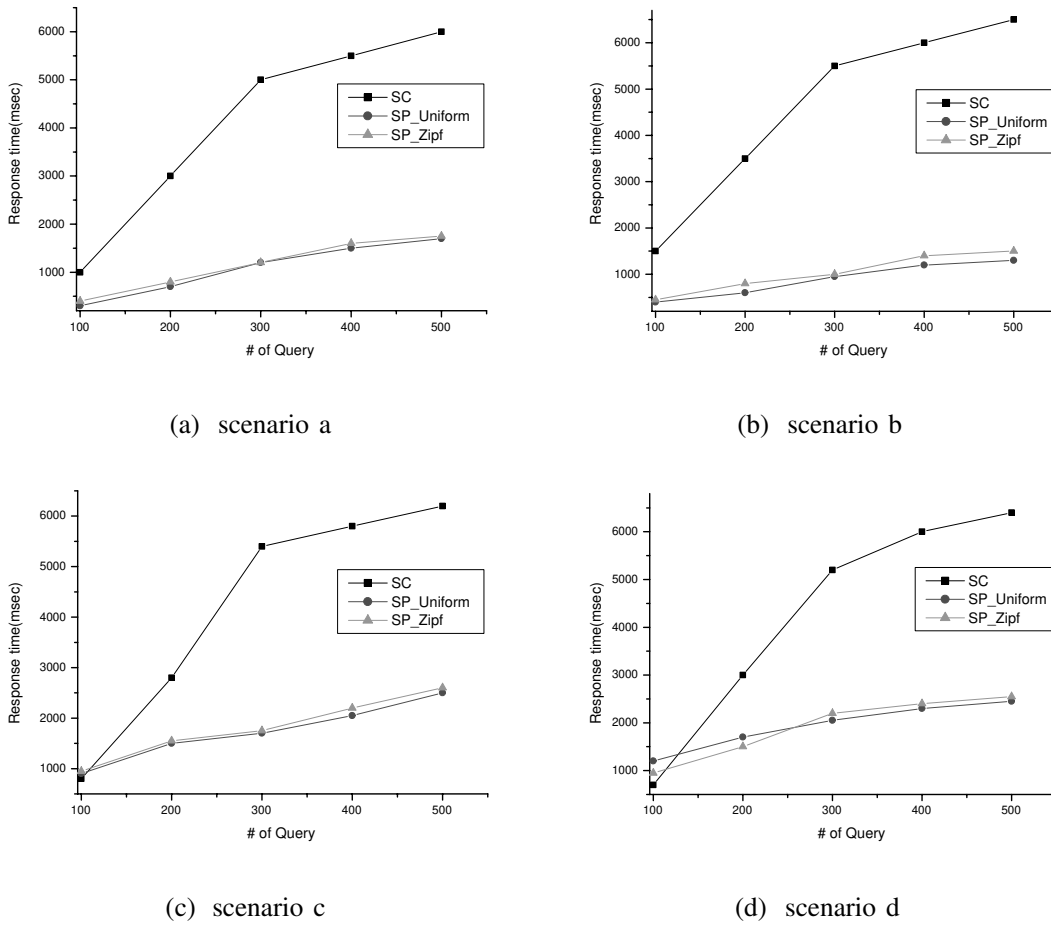 6000
5000
4000
3000
2000
1000
Response time(msec)
SC
SP_Uniform
SP_Zipf
100 200 300 400 500
# of Query
(a) scenario a
6000
5000
4000
3000
2000
1000
Response time(msec)
SC
SP_Uniform
SP_Zipf
100 200 300 400 500
# of Query
(b) scenario b
6000
5000
4000
3000
2000
1000
Response time(msec)
SC
SP_Uniform
SP_Zipf
100 200 300 400 500
# of Query
(c) scenario c
6000
5000
4000
3000
2000
1000
Response time(msec)
SC
SP_Uniform
SP_Zipf
100 200 300 400 500
# of Query
(d) scenario d